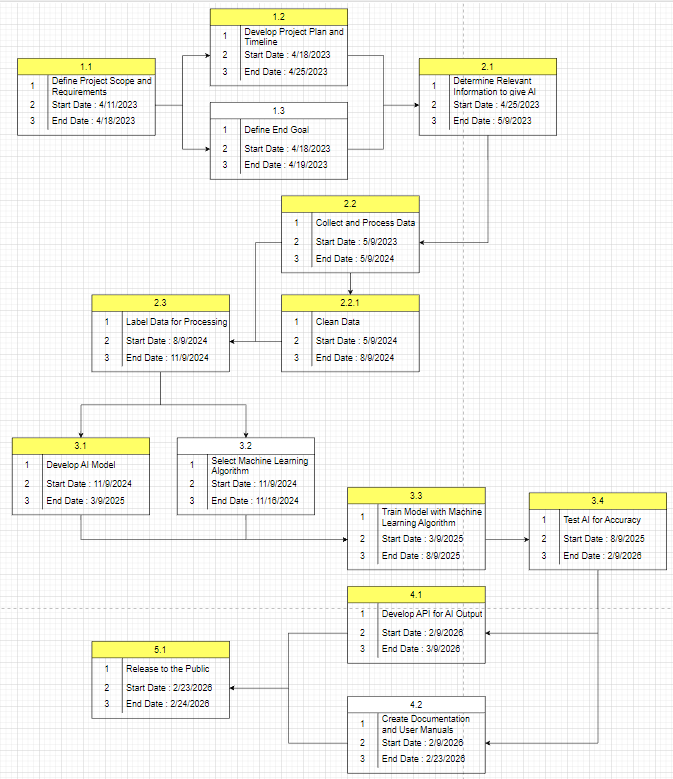 1.2
1 Develop Project Plan and
Timeline
2 Start Date : 4/18/2023
3 End Date : 4/25/2023
1.1
1 Define Project Scope and
Requirements
2 Start Date : 4/11/2023
3 End Date : 4/18/2023
1.3
1 Define End Goal
2 Start Date : 4/18/2023
3 End Date : 4/19/2023
2.1
1 Determine Relevant
Information to give AI
2 Start Date : 4/25/2023
3 End Date : 5/9/2023
2.2
1 Collect and Process Data
2 Start Date : 5/9/2023
3 End Date : 5/9/2024
2.3
1 Label Data for Processing
2 Start Date : 8/9/2024
3 End Date : 11/9/2024
2.2.1
1 Clean Data
2 Start Date : 5/9/2024
3 End Date : 8/9/2024
3.1
1 Develop AI Model
2 Start Date : 11/9/2024
3 End Date : 3/9/2025
3.2
1 Select Machine Learning
Algorithm
2 Start Date : 11/9/2024
3 End Date : 11/16/2024
3.3
1 Train Model with Machine
Learning Algorithm
2 Start Date : 3/9/2025
3 End Date : 8/9/2025
3.4
1 Test AI for Accuracy
2 Start Date : 8/9/2025
3 End Date : 2/9/2026
4.1
1 Develop API for AI Output
2 Start Date : 2/9/2026
3 End Date : 3/9/2026
5.1
1 Release to the Public
2 Start Date : 2/23/2026
3 End Date : 2/24/2026
4.2
1 Create Documentation
and User Manuals
2 Start Date : 2/9/2026
3 End Date : 2/23/2026